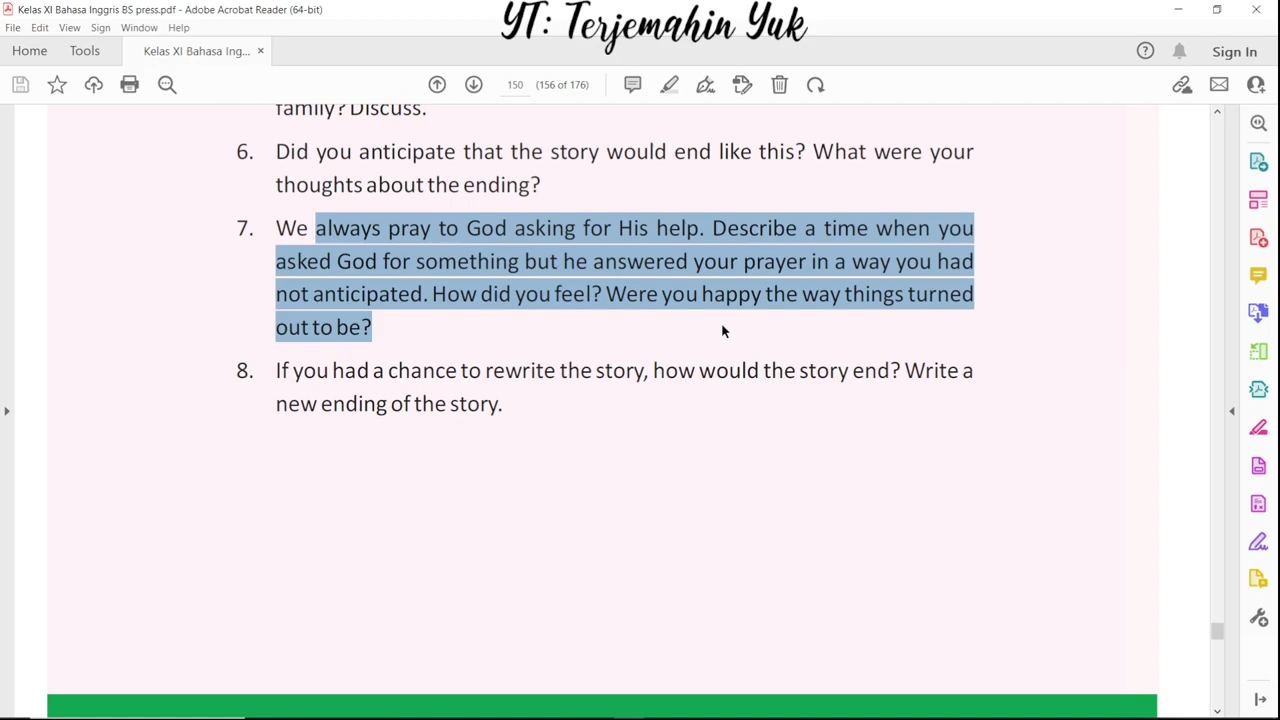 Kelas XI Bahasa Inggris BS press.pdf - Adobe Acrobat Reader (64-bit)
YT: Terjemahin Yuk
File Edit View Sign Window Help
Home Tools Kelas XI Bahasa Ing... × Sign In
150 (156 of 176)
family? Discuss.
6. Did you anticipate that the story would end like this? What were your
thoughts about the ending?
7. We always pray to God asking for His help. Describe a time when you
asked God for something but he answered your prayer in a way you had
not anticipated. How did you feel? Were you happy the way things turned
out to be?
8. If you had a chance to rewrite the story, how would the story end? Write a
new ending of the story.